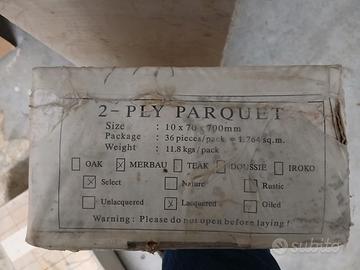 2-PLY PARQUET
Size : 10 x 70 x 700mm
Package : 36 pieces/pack = 1.764 sq.m.
Weight : 11.8 kgs/pack
OAK MERBAU TEAK DOUSSIE IROKO
Select Nature Rustic
Unlacquered Lacquered Oiled
Warning : Please do not open before laying!
subito